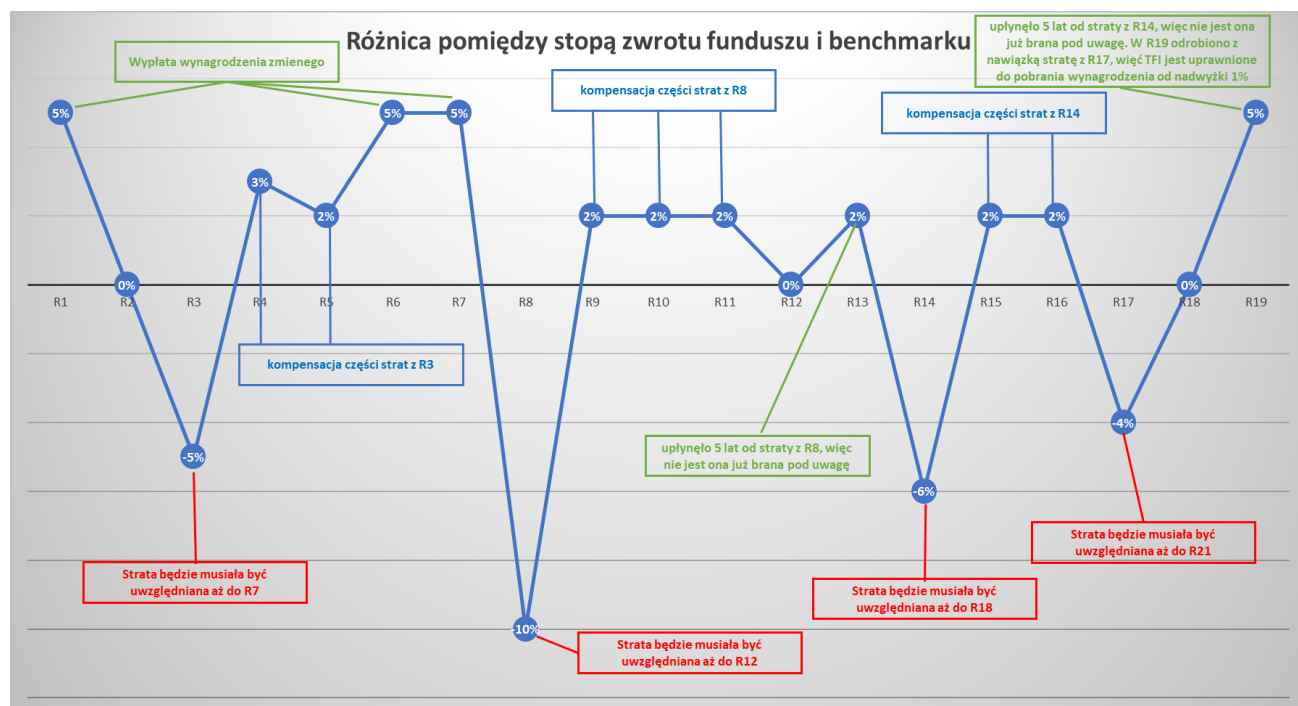 Różnica pomiędzy stopą zwrotu funduszu i benchmarku
Wypłata wynagrodzenia zmienego
kompensacja części strat z R8
kompensacja części strat z R14
upłynęło 5 lat od straty z R14, więc nie jest ona
już brana pod uwagę. W R19 odrobiono z
nawiązką stratę z R17, więć TFI jest uprawnione
do pobrania wynagrodzenia od nadwyżki 1%
5%
0%
-5%
3%
2%
5%
5%
-10%
2%
2%
2%
0%
2%
-6%
2%
2%
-4%
0%
5%
R1
R2
R3
R4
R5
R6
R7
R8
R9
R10
R11
R12
R13
R14
R15
R16
R17
R18
R19
kompensacja części strat z R3
upłynęło 5 lat od straty z R8, więc
nie jest ona już brana pod uwagę
Strata będzie musiała być
uwzględniana aż do R7
Strata będzie musiała być
uwzględniana aż do R12
Strata będzie musiała być
uwzględniana aż do R18
Strata będzie musiała być
uwzględniana aż do R21